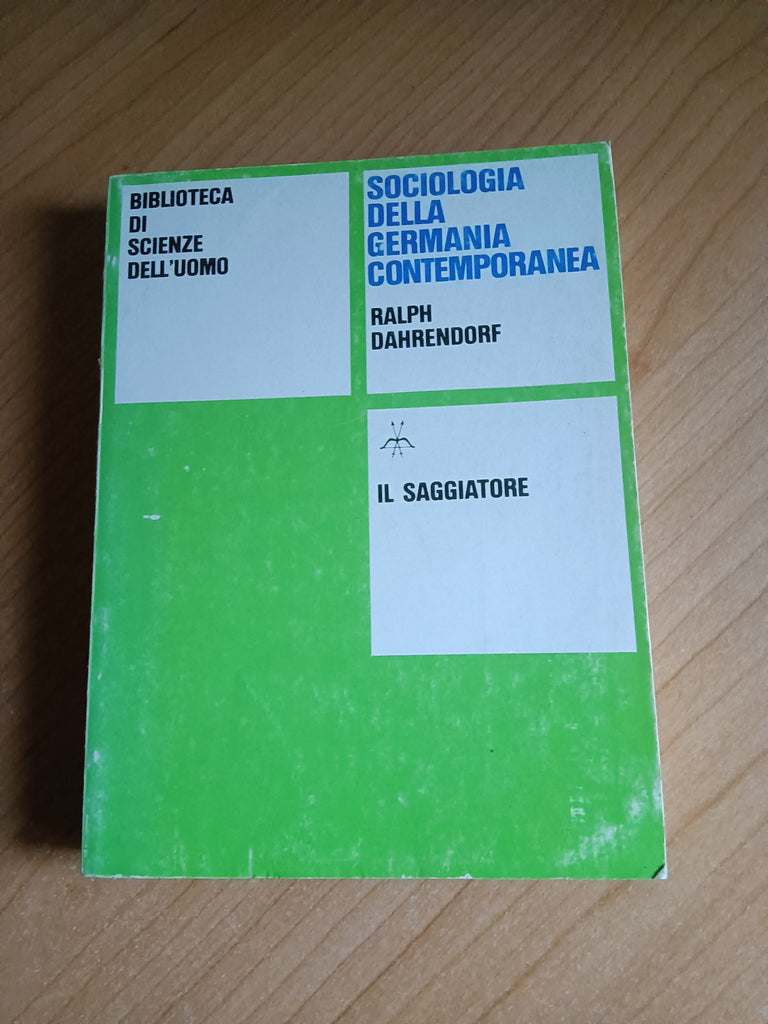 BIBLIOTECA
DI
SCIENZE
DELL'UOMO
SOCIOLOGIA
DELLA
GERMANIA
CONTEMPORANEA
RALPH
DAHRENDORF
IL SAGGIATORE